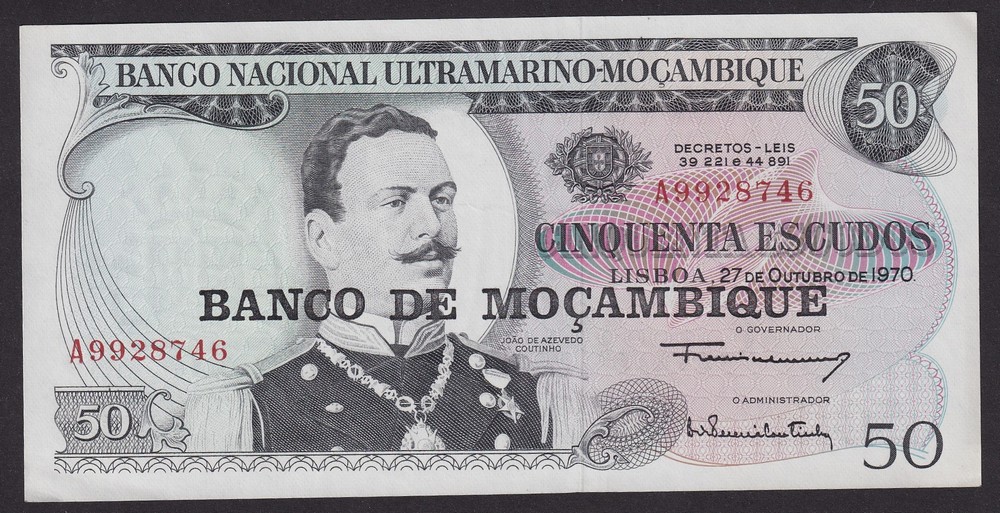 BANCO NACIONAL ULTRAMARINO-MOÇAMBIQUE
50
DECRETOS - LEIS
39 221 e 44 891
A9928746
CINQUENTA ESCUDOS
LISBOA, 27 DE OUTUBRO DE 1970.
BANCO DE MOÇAMBIQUE
O GOVERNADOR
JOÃO DE AZEVEDO
COUTINHO
A9928746
O ADMINISTRADOR
50
50